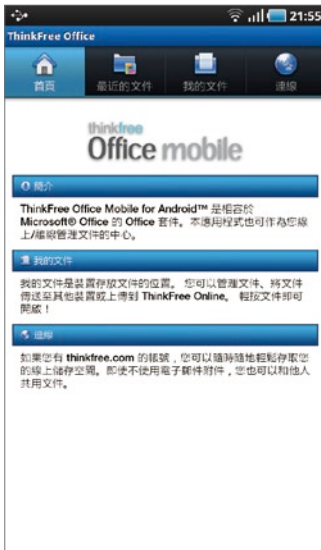 21:55
ThinkFree Office
首頁 最近的文件 我的文件 連線
thinkfree
Office mobile
簡介
ThinkFree Office Mobile for Android™ 是相容於
Microsoft® Office 的 Office 套件。本應用程式也可作為您線
上/離線管理文件的中心。
我的文件
我的文件是裝置存放文件的位置。 您可以管理文件、將文件
傳送至其他裝置或上傳到 ThinkFree Online。 輕按文件即可
開啟！
連線
如果您有 thinkfree.com 的帳號，您可以隨時隨地輕鬆存取您
的線上儲存空間。即使不使用電子郵件附件，您也可以和他人
共用文件。